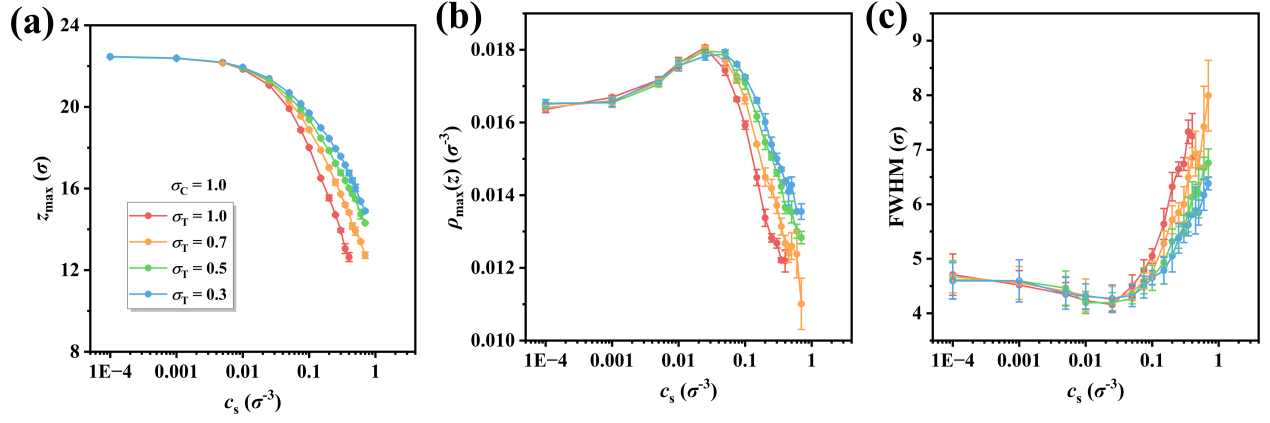 (a)
24
20
16
12
8
z_max (σ)
σ_C = 1.0
σ_T = 1.0
σ_T = 0.7
σ_T = 0.5
σ_T = 0.3
1E−4 0.001 0.01 0.1 1
c_s (σ^-3)
(b)
0.018
0.016
0.014
0.012
0.010
ρ_max(z) (σ^-3)
1E−4 0.001 0.01 0.1 1
c_s (σ^-3)
(c)
9
8
7
6
5
4
3
FWHM (σ)
1E−4 0.001 0.01 0.1 1
c_s (σ^-3)